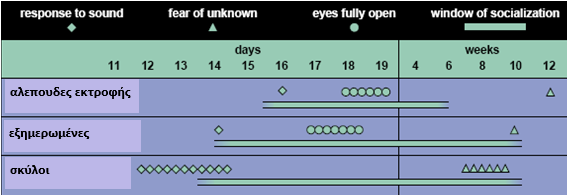 response to sound fear of unknown eyes fully open window of socialization
days weeks
11 12 13 14 15 16 17 18 19 4 6 8 10 12
αλεπουδες εκτροφής
εξημερωμένες
σκύλοι